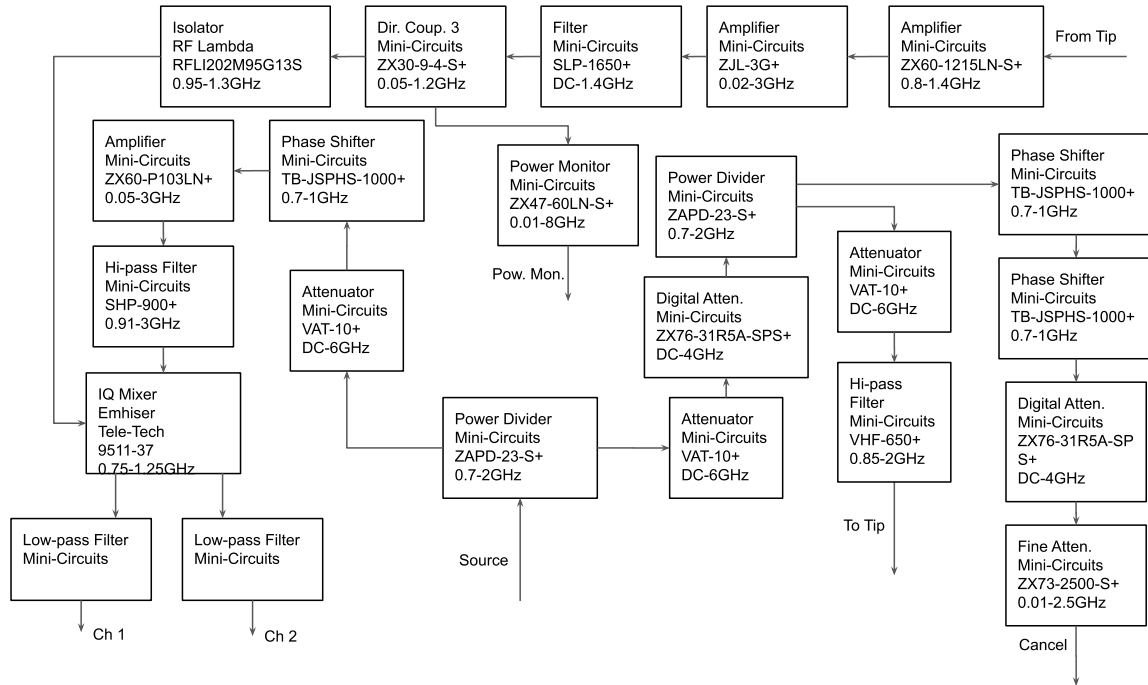 Isolator
RF Lambda
RFLI202M95G13S
0.95-1.3GHz
Dir. Coup. 3
Mini-Circuits
ZX30-9-4-S+
0.05-1.2GHz
Filter
Mini-Circuits
SLP-1650+
DC-1.4GHz
Amplifier
Mini-Circuits
ZJL-3G+
0.02-3GHz
Amplifier
Mini-Circuits
ZX60-1215LN-S+
0.8-1.4GHz
From Tip
Amplifier
Mini-Circuits
ZX60-P103LN+
0.05-3GHz
Phase Shifter
Mini-Circuits
TB-JSPHS-1000+
0.7-1GHz
Power Monitor
Mini-Circuits
ZX47-60LN-S+
0.01-8GHz
Pow. Mon.
Power Divider
Mini-Circuits
ZAPD-23-S+
0.7-2GHz
Phase Shifter
Mini-Circuits
TB-JSPHS-1000+
0.7-1GHz
Hi-pass Filter
Mini-Circuits
SHP-900+
0.91-3GHz
Attenuator
Mini-Circuits
VAT-10+
DC-6GHz
Digital Atten.
Mini-Circuits
ZX76-31R5A-SPS+
DC-4GHz
Attenuator
Mini-Circuits
VAT-10+
DC-6GHz
Phase Shifter
Mini-Circuits
TB-JSPHS-1000+
0.7-1GHz
IQ Mixer
Emhiser
Tele-Tech
9511-37
0.75-1.25GHz
Power Divider
Mini-Circuits
ZAPD-23-S+
0.7-2GHz
Attenuator
Mini-Circuits
VAT-10+
DC-6GHz
Hi-pass
Filter
Mini-Circuits
VHF-650+
0.85-2GHz
Digital Atten.
Mini-Circuits
ZX76-31R5A-SP
S+
DC-4GHz
Low-pass Filter
Mini-Circuits
Low-pass Filter
Mini-Circuits
Source
To Tip
Fine Atten.
Mini-Circuits
ZX73-2500-S+
0.01-2.5GHz
Ch 1
Ch 2
Cancel